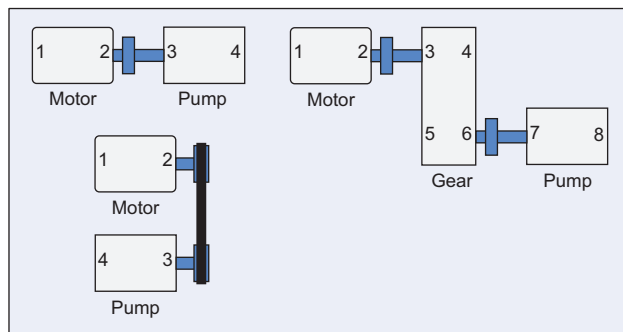 1 2 3 4
Motor Pump
1 2 3 4
Motor
5 6 7 8
Gear Pump
1 2
Motor
4 3
Pump